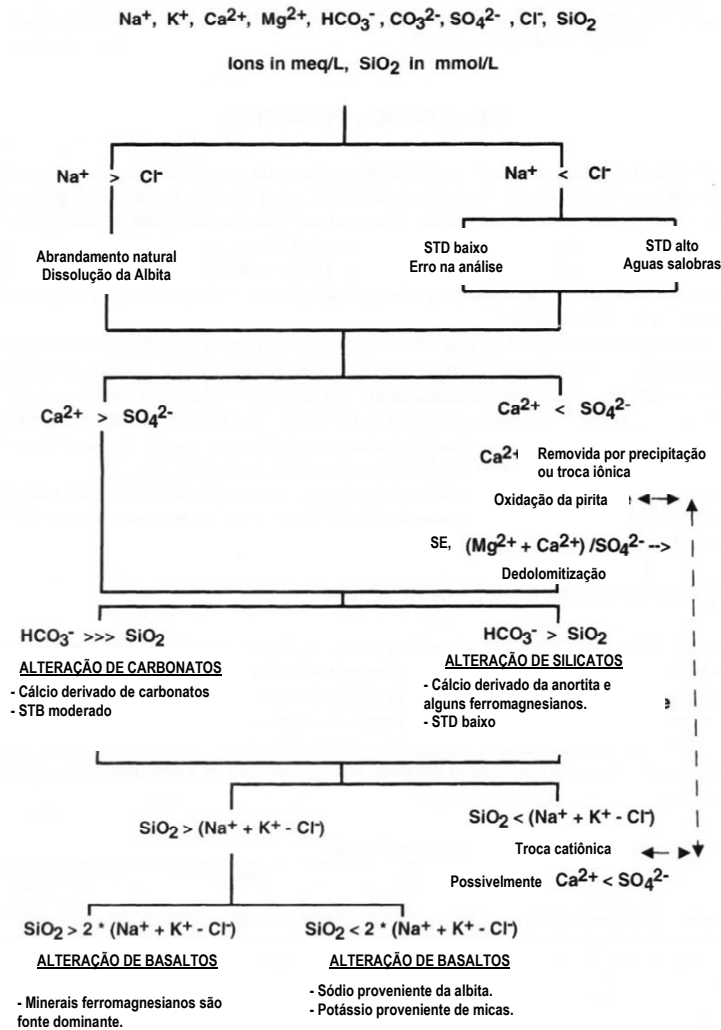 Na⁺, K⁺, Ca²⁺, Mg²⁺, HCO₃⁻, CO₃²⁻, SO₄²⁻, Cl⁻, SiO₂
Ions in meq/L, SiO₂ in mmol/L
Na⁺ > Cl⁻
Na⁺ < Cl⁻
Abrandamento natural
Dissolução da Albita
STD baixo
Erro na análise
STD alto
Aguas salobras
Ca²⁺ > SO₄²⁻
Ca²⁺ < SO₄²⁻
Ca²⁺ Removida por precipitação
ou troca iônica
Oxidação da pirita
SE, (Mg²⁺ + Ca²⁺) /SO₄²⁻ -->
Dedolomitização
HCO₃⁻ >>> SiO₂
ALTERAÇÃO DE CARBONATOS
- Cálcio derivado de carbonatos
- STB moderado
HCO₃⁻ > SiO₂
ALTERAÇÃO DE SILICATOS
- Cálcio derivado da anortita e
alguns ferromagnesianos.
- STD baixo
SiO₂ > (Na⁺ + K⁺ - Cl⁻)
SiO₂ < (Na⁺ + K⁺ - Cl⁻)
Troca catiônica
Possivelmente Ca²⁺ < SO₄²⁻
SiO₂ > 2 * (Na⁺ + K⁺ - Cl⁻)
ALTERAÇÃO DE BASALTOS
- Minerais ferromagnesianos são
fonte dominante.
SiO₂ < 2 * (Na⁺ + K⁺ - Cl⁻)
ALTERAÇÃO DE BASALTOS
- Sódio proveniente da albita.
- Potássio proveniente de micas.